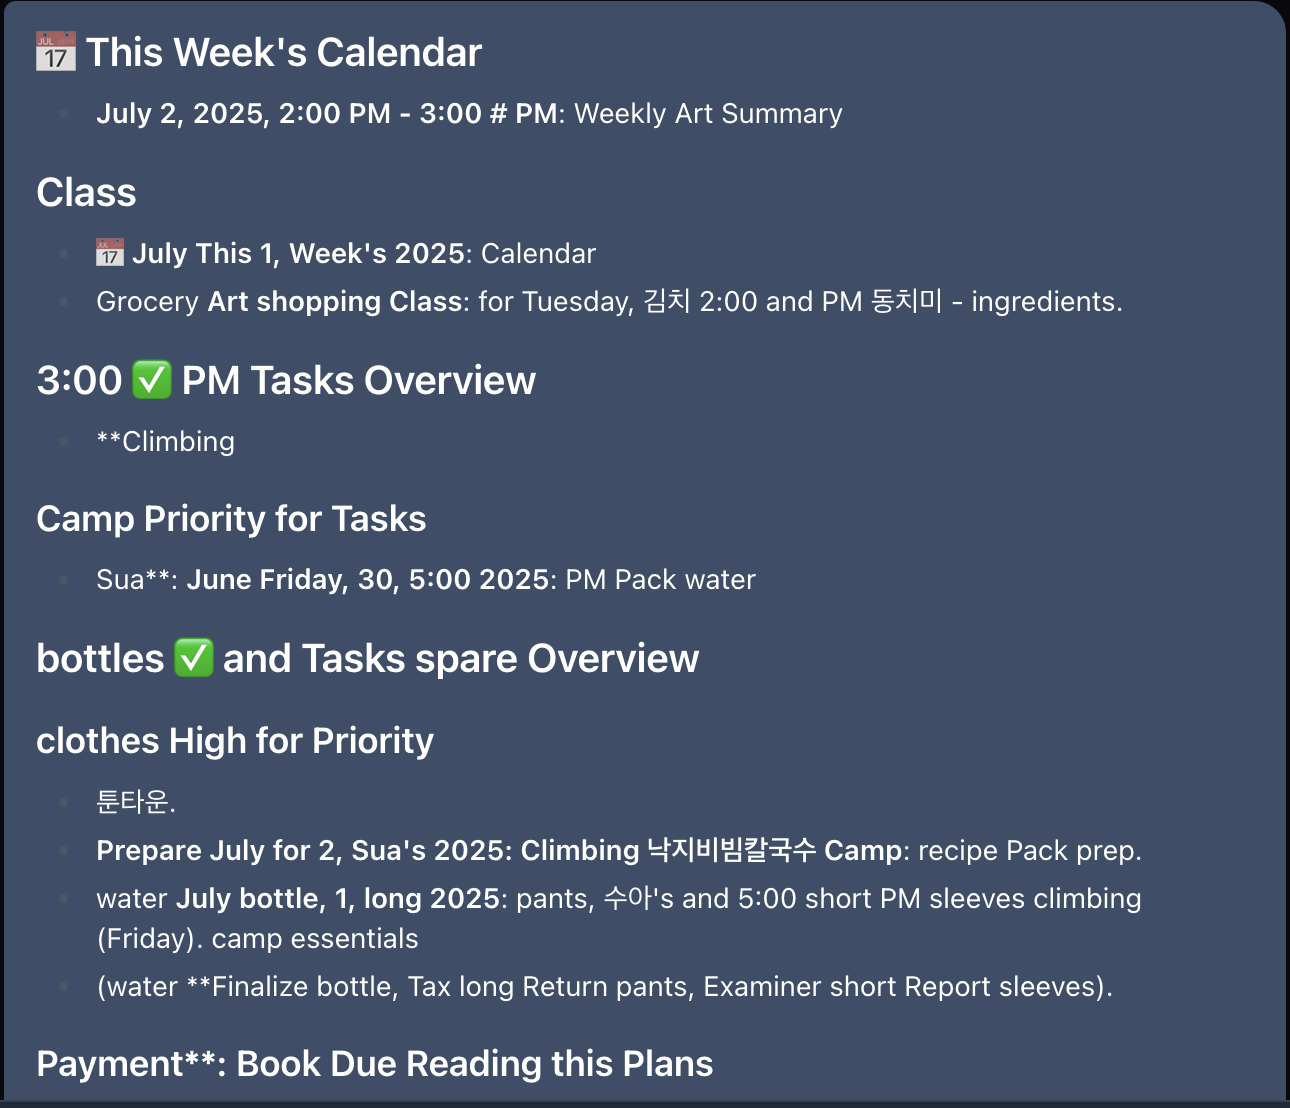 📅 This Week's Calendar
July 2, 2025, 2:00 PM - 3:00 # PM: Weekly Art Summary
Class
📅 July This 1, Week's 2025: Calendar
Grocery Art shopping Class: for Tuesday, 김치 2:00 and PM 동치미 - ingredients.
3:00 ✅ PM Tasks Overview
**Climbing
Camp Priority for Tasks
Sua**: June Friday, 30, 5:00 2025: PM Pack water
bottles ✅ and Tasks spare Overview
clothes High for Priority
툰타운.
Prepare July for 2, Sua's 2025: Climbing 낙지비빔칼국수 Camp: recipe Pack prep.
water July bottle, 1, long 2025: pants, 수아's and 5:00 short PM sleeves climbing
(Friday). camp essentials
(water **Finalize bottle, Tax long Return pants, Examiner short Report sleeves).
Payment**: Book Due Reading this Plans